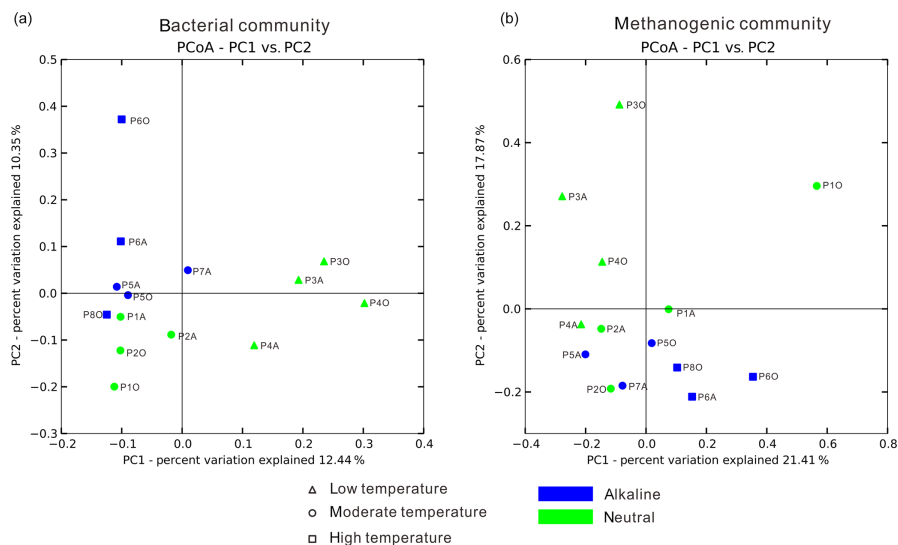 (a)
Bacterial community
PCoA - PC1 vs. PC2
0.5
0.4
0.3
0.2
0.1
0.0
−0.1
−0.2
−0.3
PC2 - percent variation explained 10.35 %
P6O
P6A
P7A
P5A
P5O
P8O
P1A
P2A
P2O
P1O
P3O
P3A
P4O
P4A
−0.2
−0.1
0.0
0.1
0.2
0.3
0.4
PC1 - percent variation explained 12.44 %
(b)
Methanogenic community
PCoA - PC1 vs. PC2
0.6
0.4
0.2
0.0
−0.2
PC2 - percent variation explained 17.87 %
P3O
P1O
P3A
P4O
P1A
P4A
P2A
P5O
P5A
P8O
P6O
P2O
P7A
P6A
−0.4
−0.2
0.0
0.2
0.4
0.6
0.8
PC1 - percent variation explained 21.41 %
Low temperature
Moderate temperature
High temperature
Alkaline
Neutral